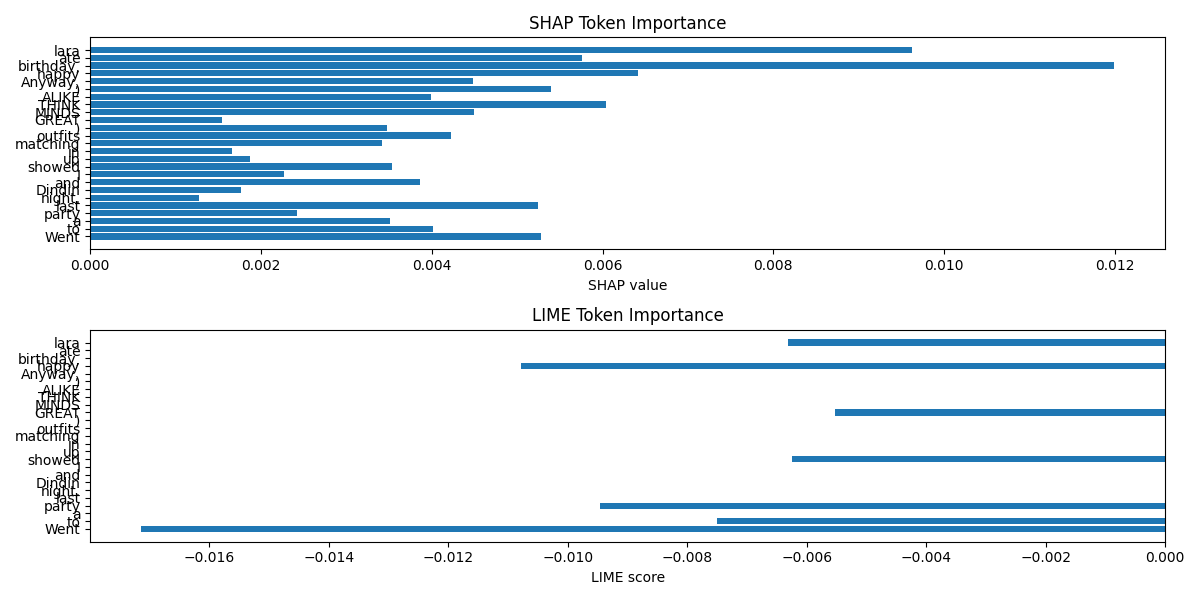 SHAP Token Importance
lara
ate
birthday.
happy
Anyway,
)
ALIKE
THINK
MINDS
GREAT
)
outfits
matching
in
up
showed
I
and
Dindin
night.
last
party
a
to
Went
0.000 0.002 0.004 0.006 0.008 0.010 0.012
SHAP value
LIME Token Importance
lara
ate
birthday.
happy
Anyway,
)
ALIKE
THINK
MINDS
GREAT
)
outfits
matching
in
up
showed
I
and
Dindin
night.
last
party
a
to
Went
−0.016 −0.014 −0.012 −0.010 −0.008 −0.006 −0.004 −0.002 0.000
LIME score